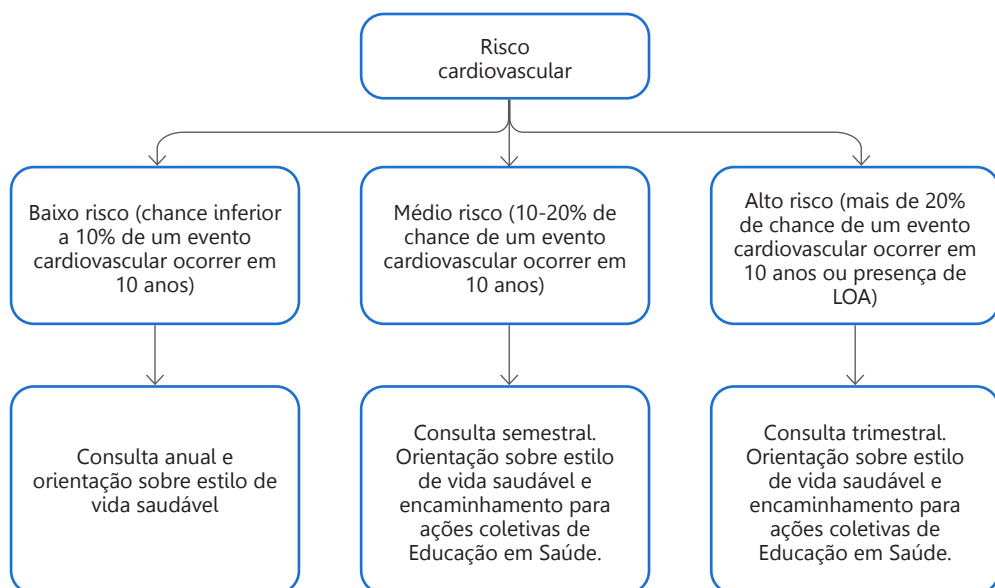 Risco
cardiovascular
Baixo risco (chance inferior
a 10% de um evento
cardiovascular ocorrer em
10 anos)
Médio risco (10-20% de
chance de um evento
cardiovascular ocorrer em
10 anos)
Alto risco (mais de 20%
de chance de um evento
cardiovascular ocorrer em
10 anos ou presença de
LOA)
Consulta anual e
orientação sobre estilo de
vida saudável
Consulta semestral.
Orientação sobre estilo
de vida saudável e
encaminhamento para
ações coletivas de
Educação em Saúde.
Consulta trimestral.
Orientação sobre estilo
de vida saudável e
encaminhamento para
ações coletivas de
Educação em Saúde.